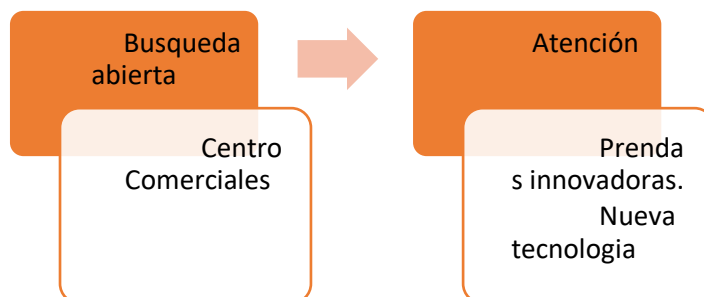 Busqueda
abierta
Centro
Comerciales
Atención
Prenda
s innovadoras.
Nueva
tecnologia